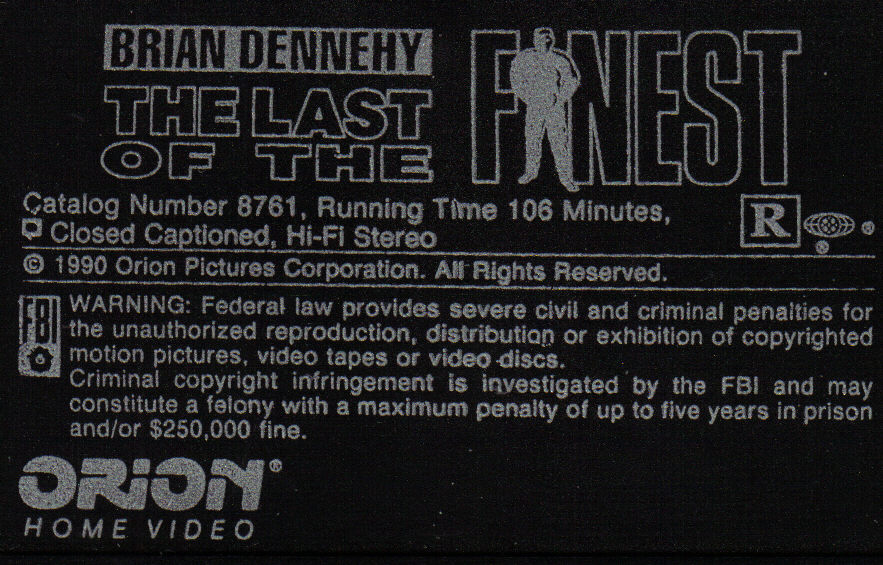 BRIAN DENNEHY
THE LAST
OF THE
FINEST
Catalog Number 8761, Running Time 106 Minutes,
Closed Captioned, Hi-Fi Stereo
R
© 1990 Orion Pictures Corporation. All Rights Reserved.
FBI
WARNING: Federal law provides severe civil and criminal penalties for
the unauthorized reproduction, distribution or exhibition of copyrighted
motion pictures, video tapes or video discs.
Criminal copyright infringement is investigated by the FBI and may
constitute a felony with a maximum penalty of up to five years in prison
and/or $250,000 fine.
ORION®
HOME VIDEO